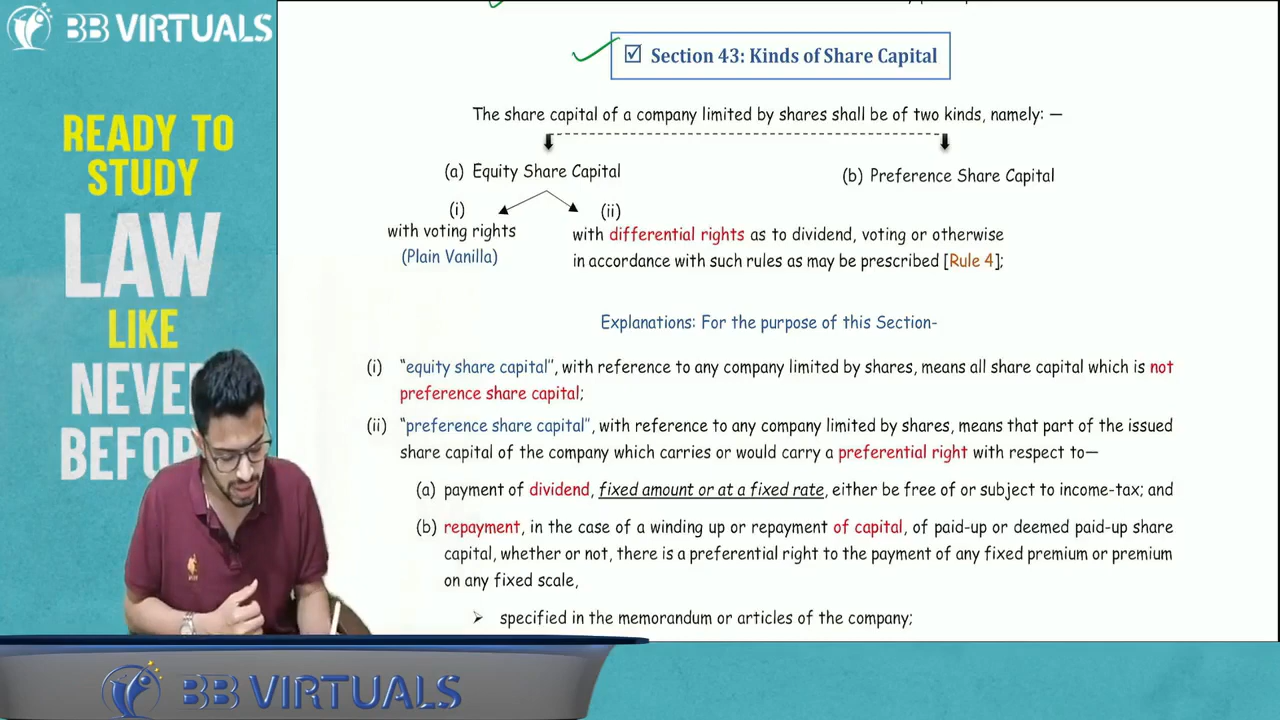 BB VIRTUALS
READY TO
STUDY
LAW
LIKE
NEVE
BEFO
☑ Section 43: Kinds of Share Capital
The share capital of a company limited by shares shall be of two kinds, namely: —
(a) Equity Share Capital
(b) Preference Share Capital
(i)
with voting rights
(Plain Vanilla)
(ii)
with differential rights as to dividend, voting or otherwise
in accordance with such rules as may be prescribed [Rule 4];
Explanations: For the purpose of this Section-
(i) "equity share capital", with reference to any company limited by shares, means all share capital which is not
preference share capital;
(ii) "preference share capital", with reference to any company limited by shares, means that part of the issued
share capital of the company which carries or would carry a preferential right with respect to—
(a) payment of dividend, fixed amount or at a fixed rate, either be free of or subject to income-tax; and
(b) repayment, in the case of a winding up or repayment of capital, of paid-up or deemed paid-up share
capital, whether or not, there is a preferential right to the payment of any fixed premium or premium
on any fixed scale,
➢ specified in the memorandum or articles of the company;
BB VIRTUALS